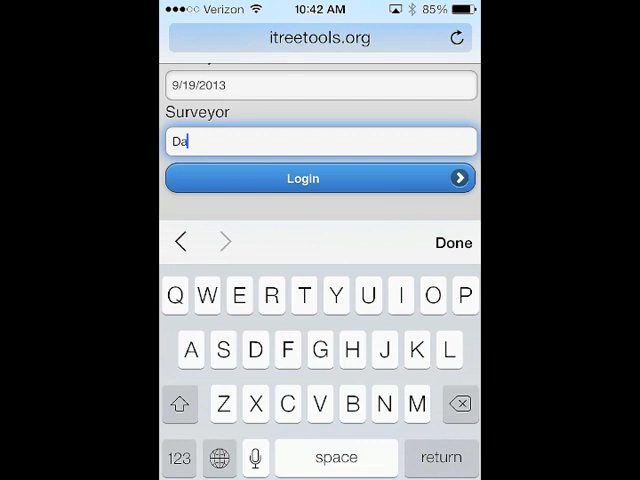 Verizon 10:42 AM 85%
itreetools.org
9/19/2013
Surveyor
Da
Login
Done
Q W E R T Y U I O P
A S D F G H J K L
Z X C V B N M
123 space return